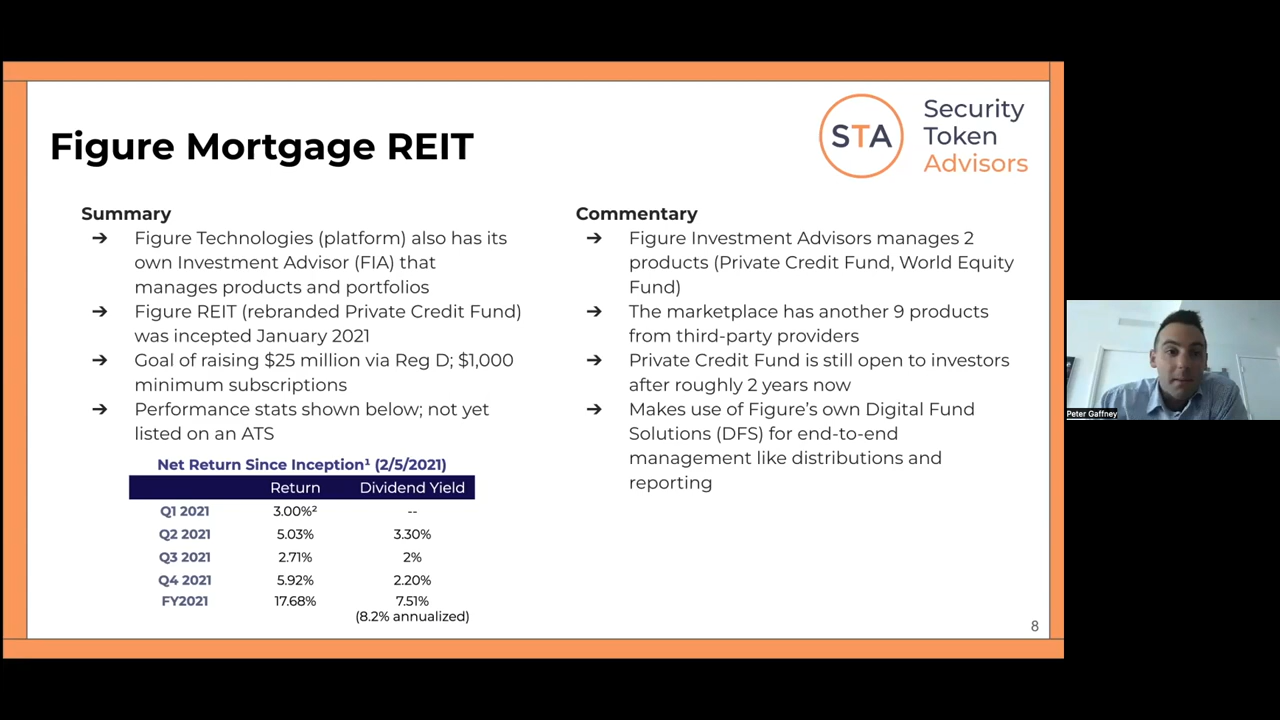 Figure Mortgage REIT
STA
Security
Token
Advisors
Summary
➔ Figure Technologies (platform) also has its
own Investment Advisor (FIA) that
manages products and portfolios
➔ Figure REIT (rebranded Private Credit Fund)
was incepted January 2021
➔ Goal of raising $25 million via Reg D; $1,000
minimum subscriptions
➔ Performance stats shown below; not yet
listed on an ATS
Net Return Since Inception¹ (2/5/2021)
Return Dividend Yield
Q1 2021 3.00%² --
Q2 2021 5.03% 3.30%
Q3 2021 2.71% 2%
Q4 2021 5.92% 2.20%
FY2021 17.68% 7.51%
(8.2% annualized)
Commentary
➔ Figure Investment Advisors manages 2
products (Private Credit Fund, World Equity
Fund)
➔ The marketplace has another 9 products
from third-party providers
➔ Private Credit Fund is still open to investors
after roughly 2 years now
➔ Makes use of Figure’s own Digital Fund
Solutions (DFS) for end-to-end
management like distributions and
reporting
8
Peter Gaffney